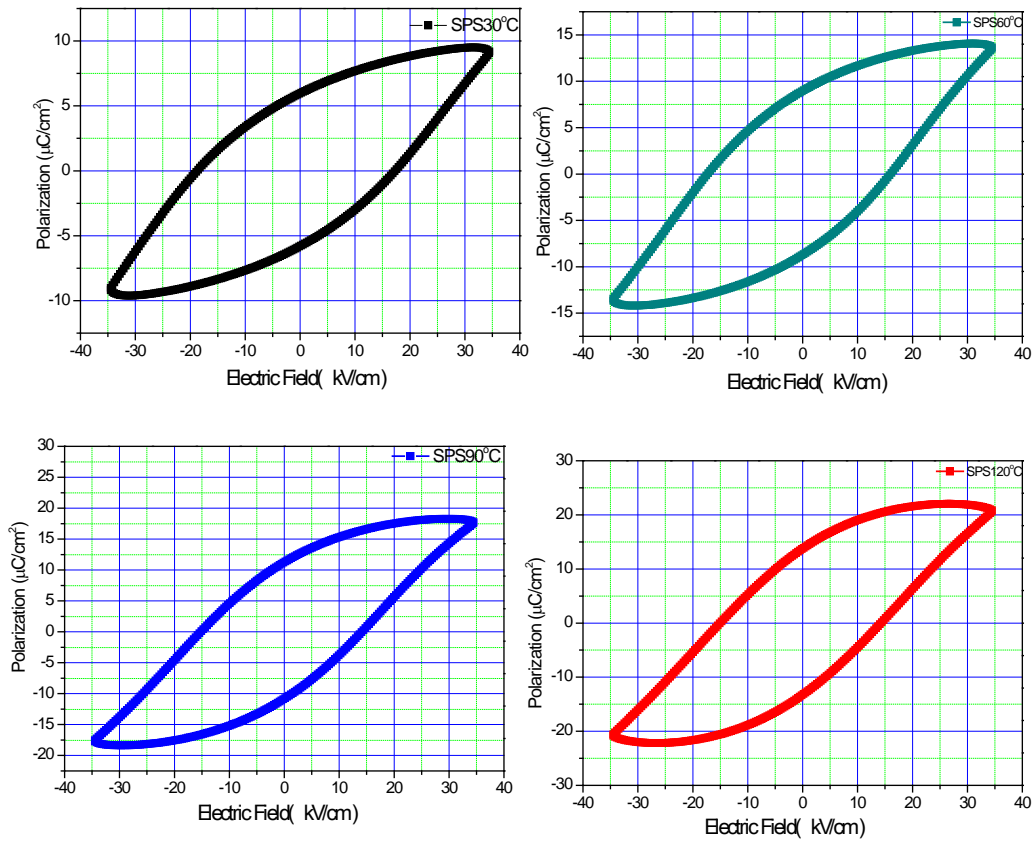 SPS30°C
10
5
0
-5
-10
Polarization (μC/cm²)
-40 -30 -20 -10 0 10 20 30 40
Electric Field( kV/cm)
SPS60°C
15
10
5
0
-5
-10
-15
Polarization (μC/cm²)
-40 -30 -20 -10 0 10 20 30 40
Electric Field( kV/cm)
SPS90°C
30
25
20
15
10
5
0
-5
-10
-15
-20
Polarization (μC/cm²)
-40 -30 -20 -10 0 10 20 30 40
Electric Field( kV/cm)
SPS120°C
30
20
10
0
-10
-20
-30
Polarization (μC/cm²)
-40 -30 -20 -10 0 10 20 30 40
Electric Field( kV/cm)